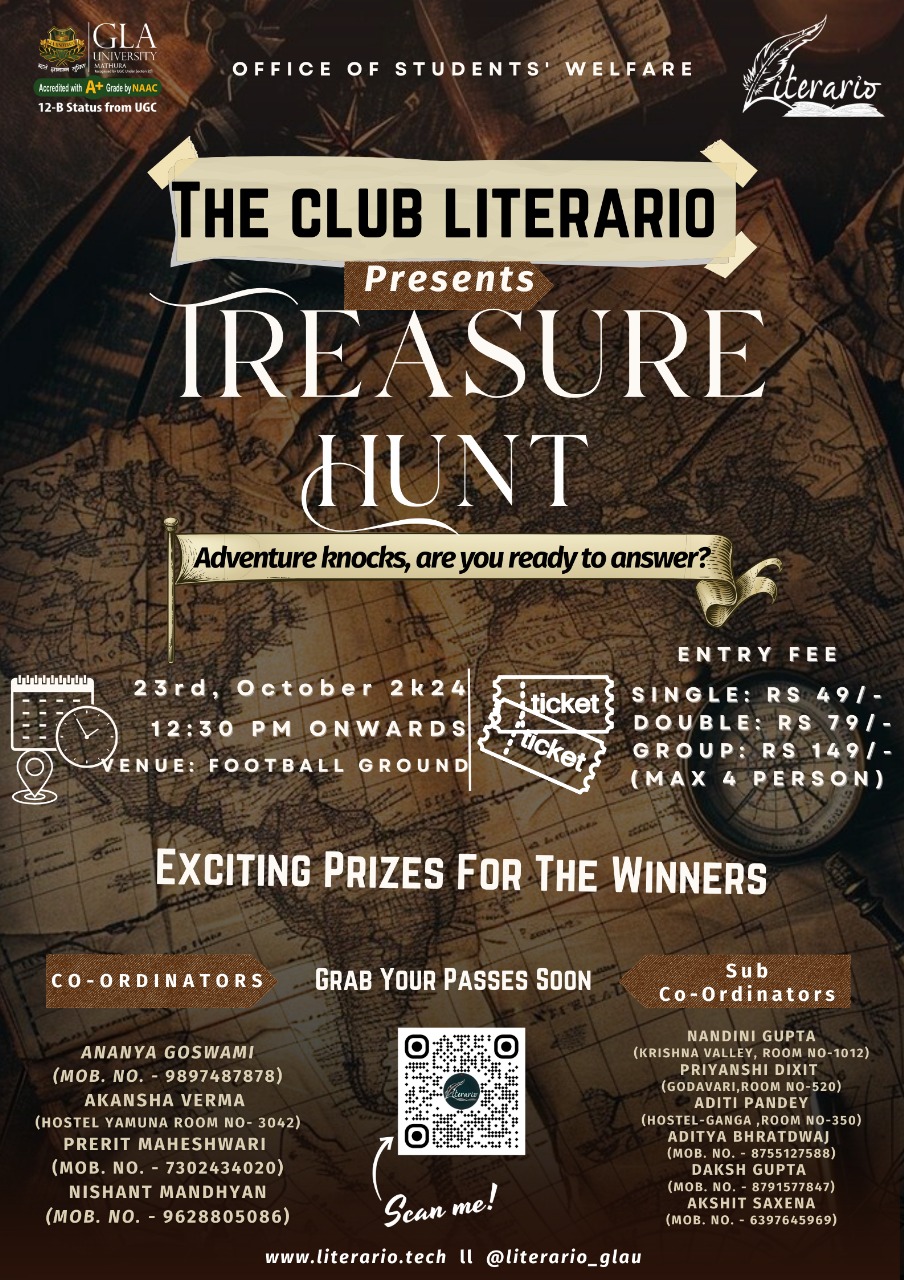 GLA
UNIVERSITY
MATHURA
Accredited with A+ Grade by NAAC
12-B Status from UGC
OFFICE OF STUDENTS' WELFARE
Literario
THE CLUB LITERARIO
Presents
TREASURE
HUNT
Adventure knocks, are you ready to answer?
23rd, October 2k24
12:30 PM ONWARDS
VENUE: FOOTBALL GROUND
ticket
ticket
ENTRY FEE
SINGLE: RS 49/-
DOUBLE: RS 79/-
GROUP: RS 149/-
(MAX 4 PERSON)
EXCITING PRIZES FOR THE WINNERS
CO-ORDINATORS
ANANYA GOSWAMI
(MOB. NO. - 9897487878)
AKANSHA VERMA
(HOSTEL YAMUNA ROOM NO- 3042)
PRERIT MAHESHWARI
(MOB. NO. - 7302434020)
NISHANT MANDHYAN
(MOB. NO. - 9628805086)
GRAB YOUR PASSES SOON
Literario
Scan me!
Sub
Co-Ordinators
NANDINI GUPTA
(KRISHNA VALLEY, ROOM NO-1012)
PRIYANSHI DIXIT
(GODAVARI,ROOM NO-520)
ADITI PANDEY
(HOSTEL-GANGA ,ROOM NO-350)
ADITYA BHRATDWAJ
(MOB. NO. - 8755127588)
DAKSH GUPTA
(MOB. NO. - 8791577847)
AKSHIT SAXENA
(MOB. NO. - 6397645969)
www.literario.tech ll @literario_glau